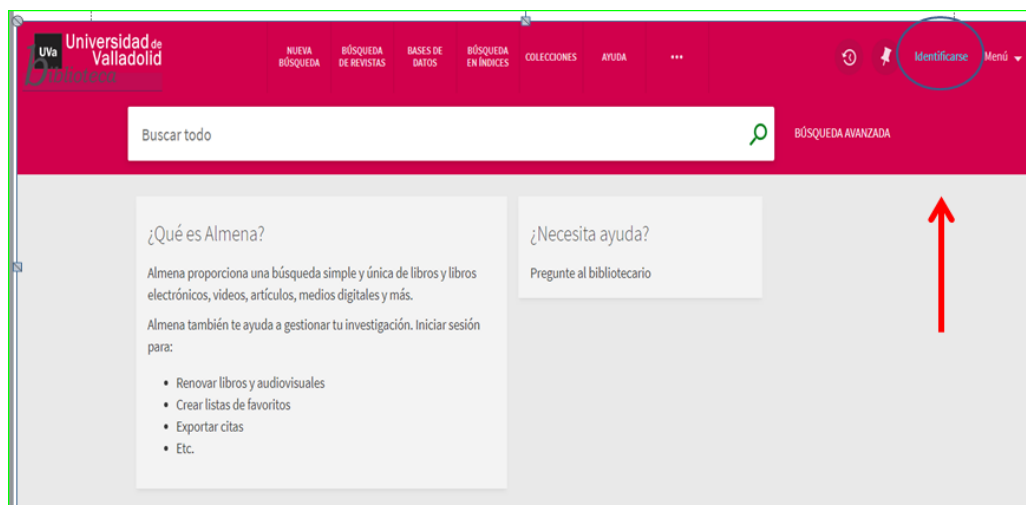 UVa
Universidad de
Valladolid
biblioteca
NUEVA
BÚSQUEDA
BÚSQUEDA
DE REVISTAS
BASES DE
DATOS
BÚSQUEDA
EN ÍNDICES
COLECCIONES
AYUDA
•••
Identificarse
Menú
Buscar todo
BÚSQUEDA AVANZADA
¿Qué es Almena?
Almena proporciona una búsqueda simple y única de libros y libros
electrónicos, videos, artículos, medios digitales y más.
Almena también te ayuda a gestionar tu investigación. Iniciar sesión
para:
• Renovar libros y audiovisuales
• Crear listas de favoritos
• Exportar citas
• Etc.
¿Necesita ayuda?
Pregunte al bibliotecario